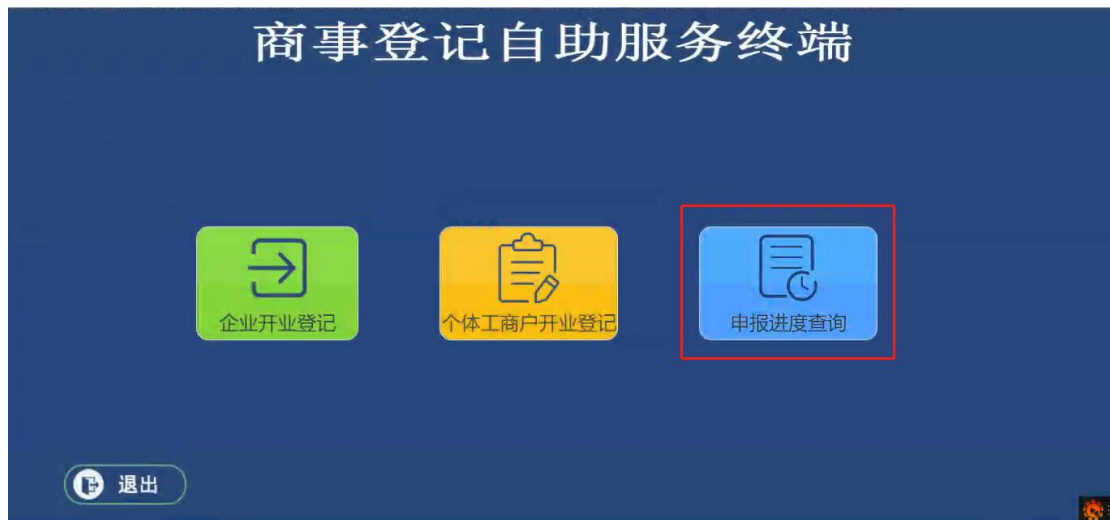 商事登记自助服务终端
企业开业登记
个体工商户开业登记
申报进度查询
退出